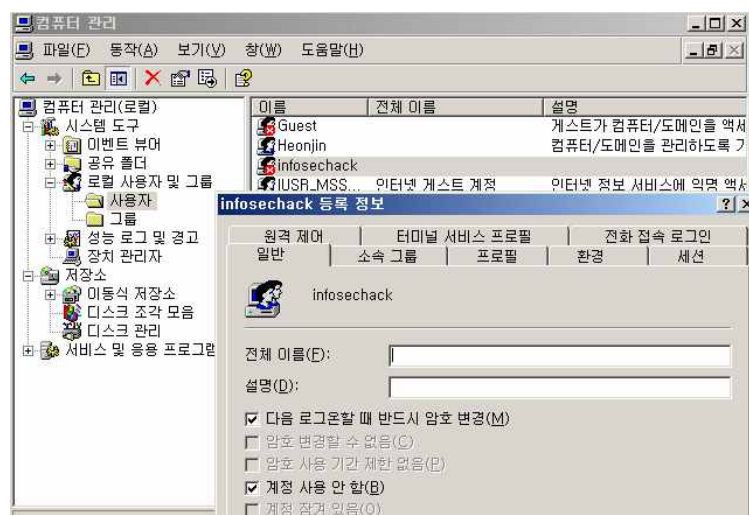 컴퓨터 관리
파일(F) 동작(A) 보기(V) 창(W) 도움말(H)
컴퓨터 관리(로컬)
시스템 도구
이벤트 뷰어
공유 폴더
로컬 사용자 및 그룹
사용자
그룹
성능 로그 및 경고
장치 관리자
저장소
이동식 저장소
디스크 조각 모음
디스크 관리
서비스 및 응용 프로그램
이름 전체 이름 설명
Guest 게스트가 컴퓨터/도메인을 액세
Heonjin 컴퓨터/도메인을 관리하도록 기
infosechack
IUSR_MSS... 인터넷 게스트 계정 인터넷 정보 서비스에 익명 액세
infosechack 등록 정보
원격 제어 터미널 서비스 프로필 전화 접속 로그인
일반 소속 그룹 프로필 환경 세션
infosechack
전체 이름(F):
설명(D):
다음 로그온할 때 반드시 암호 변경(M)
암호 변경할 수 없음(C)
암호 사용 기간 제한 없음(P)
계정 사용 안 함(B)
계정 잠겨 있음(O)